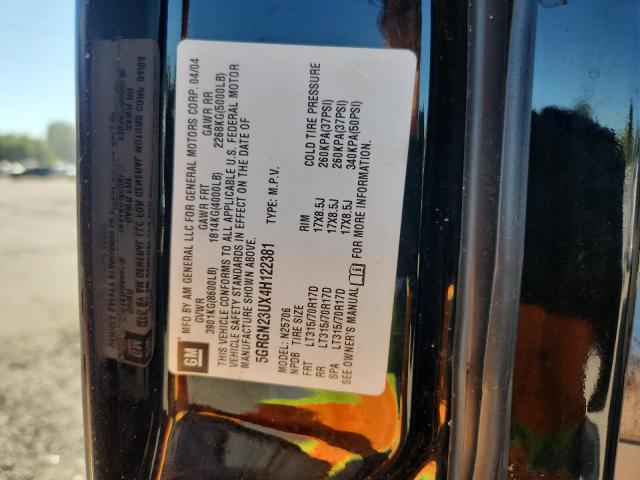 GM
MFD BY AM GENERAL LLC FOR GENERAL MOTORS CORP. 04/04
GVWR GAWR FRT GAWR RR
3901KG(8600LB) 1814KG(4000LB) 2268KG(5000LB)
THIS VEHICLE CONFORMS TO ALL APPLICABLE U.S. FEDERAL MOTOR
VEHICLE SAFETY STANDARDS IN EFFECT ON THE DATE OF
MANUFACTURE SHOWN ABOVE.
5GRGN23UX4H122381 TYPE: M.P.V.
MODEL: N25706
NPDB TIRE SIZE RIM COLD TIRE PRESSURE
FRT LT315/70R17D 17X8.5J 260KPA(37PSI)
RR LT315/70R17D 17X8.5J 260KPA(37PSI)
SPA LT315/70R17D 17X8.5J 340KPA(50PSI)
SEE OWNER'S MANUAL FOR MORE INFORMATION.